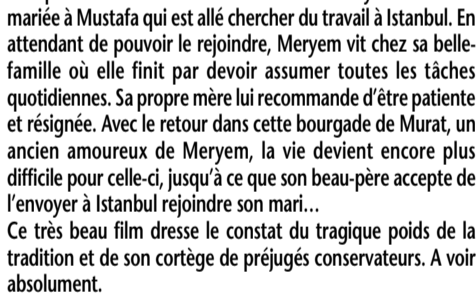 mariée à Mustafa qui est allé chercher du travail à Istanbul. En
attendant de pouvoir le rejoindre, Meryem vit chez sa belle-
famille où elle finit par devoir assumer toutes les tâches
quotidiennes. Sa propre mère lui recommande d'être patiente
et résignée. Avec le retour dans cette bourgade de Murat, un
ancien amoureux de Meryem, la vie devient encore plus
difficile pour celle-ci, jusqu'à ce que son beau-père accepte de
l'envoyer à Istanbul rejoindre son mari...
Ce très beau film dresse le constat du tragique poids de la
tradition et de son cortège de préjugés conservateurs. A voir
absolument.